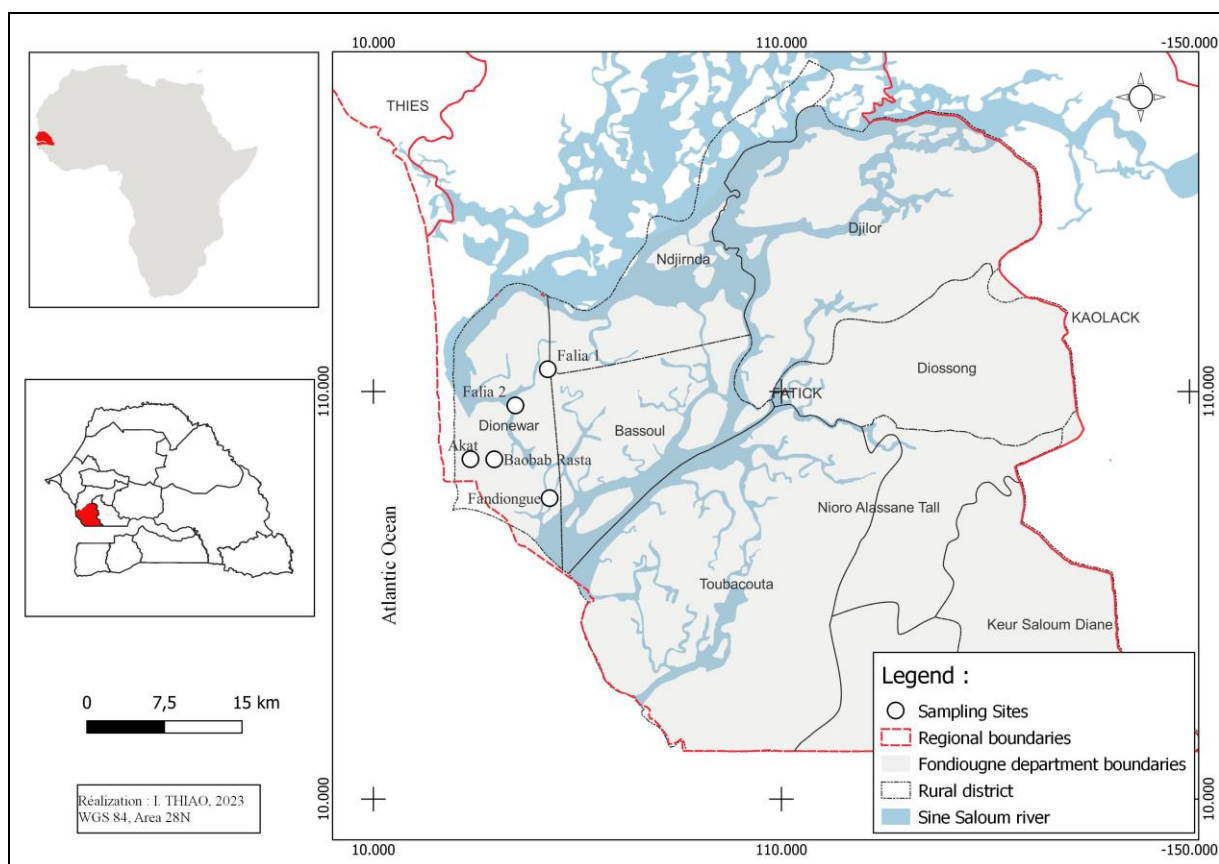 10.000
110.000
-150.000
THIES
Djilor
Ndjirnda
KAOLACK
Diossong
Falia 1
FATICK
110.000
110.000
Falia 2
Dionewar
Bassoul
Akat
Baobab Rasta
Fandiongue
Nioro Alassane Tall
Atlantic Ocean
Toubacouta
Keur Saloum Diane
0 7,5 15 km
Legend :
Sampling Sites
Regional boundaries
Fondiougne department boundaries
Rural district
Sine Saloum river
Réalization : I. THIAO, 2023
WGS 84, Area 28N
10.000
10.000
10.000
110.000
-150.000